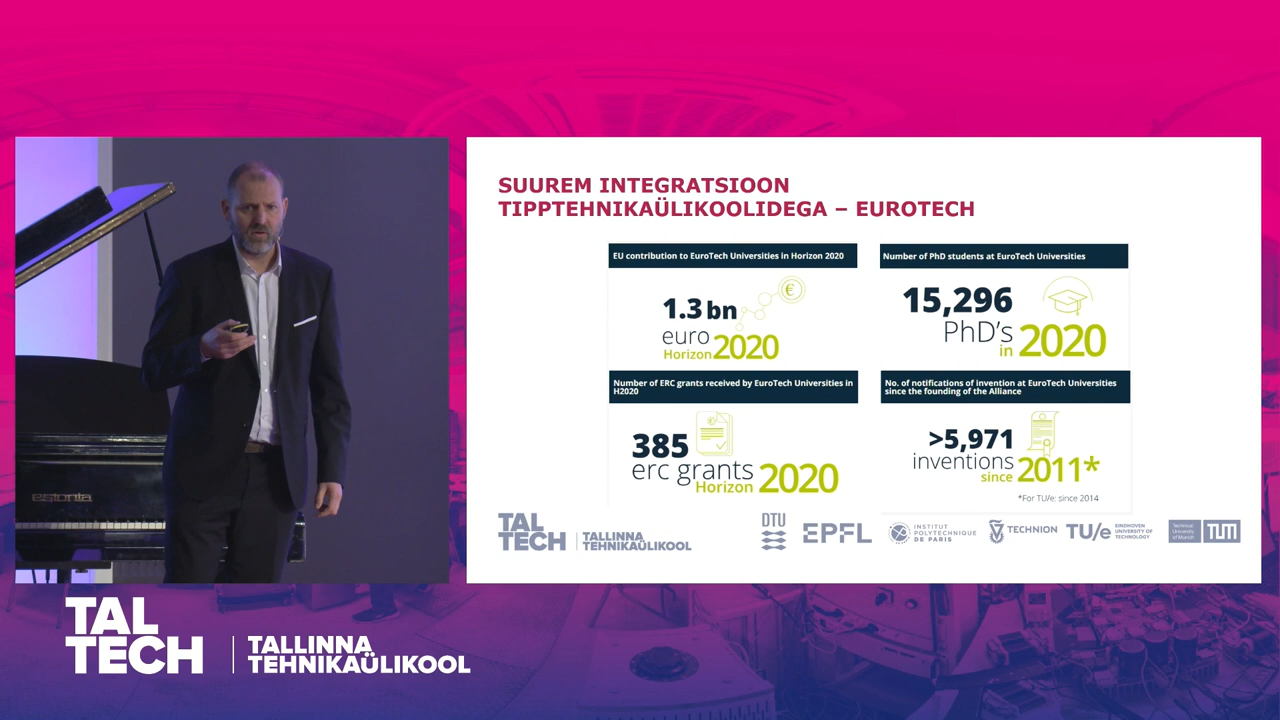 SUUREM INTEGRATSIOON
TIPPTEHNIKAÜLIKOOLIDEGA – EUROTECH
EU contribution to EuroTech Universities in Horizon 2020
1.3 bn
euro
Horizon 2020
Number of PhD students at EuroTech Universities
15,296
PhD's
in 2020
Number of ERC grants received by EuroTech Universities in
H2020
385
erc grants
Horizon 2020
No. of notifications of invention at EuroTech Universities
since the founding of the Alliance
>5,971
inventions
since 2011*
*For TU/e: since 2014
TAL
TECH
TALLINNA
TEHNIKAÜLIKOOL
DTU
EPFL
INSTITUT
POLYTECHNIQUE
DE PARIS
TECHNION
TU/e
EINDHOVEN
UNIVERSITY OF
TECHNOLOGY
Technical
University
of Munich
TUM
estonia
TAL
TECH
TALLINNA
TEHNIKAÜLIKOOL